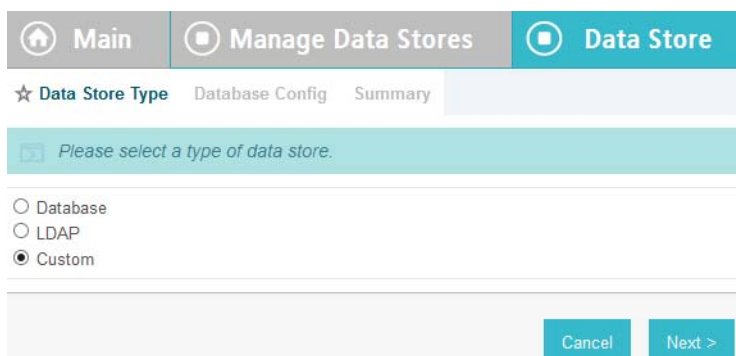 Main Manage Data Stores Data Store
Data Store Type Database Config Summary
Please select a type of data store.
Database
LDAP
Custom
Cancel Next >